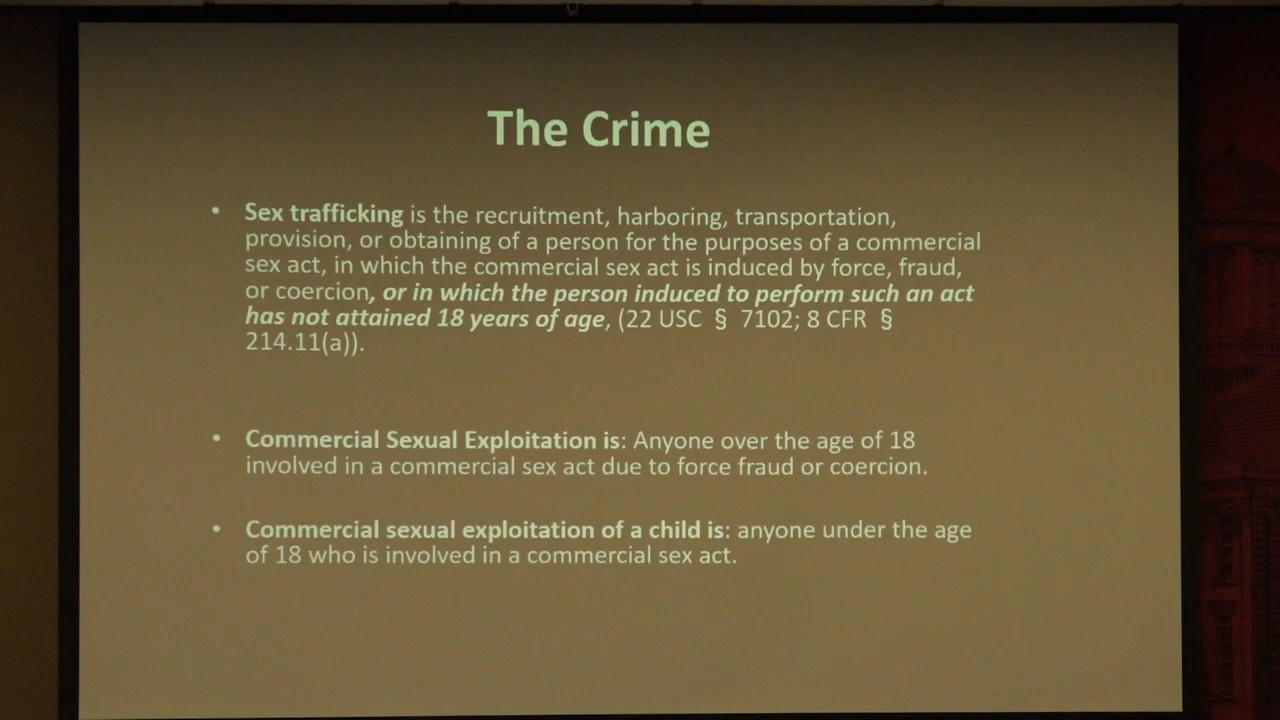 The Crime
• Sex trafficking is the recruitment, harboring, transportation,
provision, or obtaining of a person for the purposes of a commercial
sex act, in which the commercial sex act is induced by force, fraud,
or coercion, or in which the person induced to perform such an act
has not attained 18 years of age, (22 USC § 7102; 8 CFR §
214.11(a)).
• Commercial Sexual Exploitation is: Anyone over the age of 18
involved in a commercial sex act due to force fraud or coercion.
• Commercial sexual exploitation of a child is: anyone under the age
of 18 who is involved in a commercial sex act.